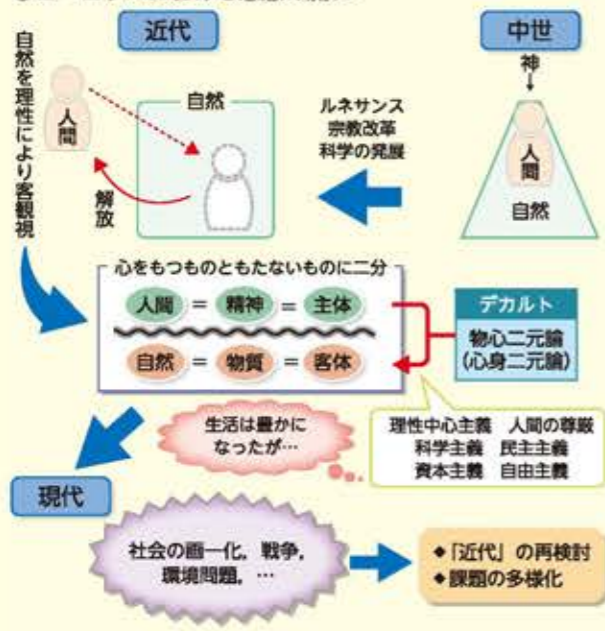 中世
神
人間
自然
ルネサンス
宗教改革
科学の発展
近代
自然
人間
解放
自然を理性により客観視
心をもつものともたないものに二分
人間 = 精神 = 主体
自然 = 物質 = 客体
デカルト
物心二元論
(心身二元論)
理性中心主義 人間の尊厳
科学主義 民主主義
資本主義 自由主義
生活は豊かに
なったが…
現代
社会の画一化,戦争,
環境問題,…
◆「近代」の再検討
◆課題の多様化